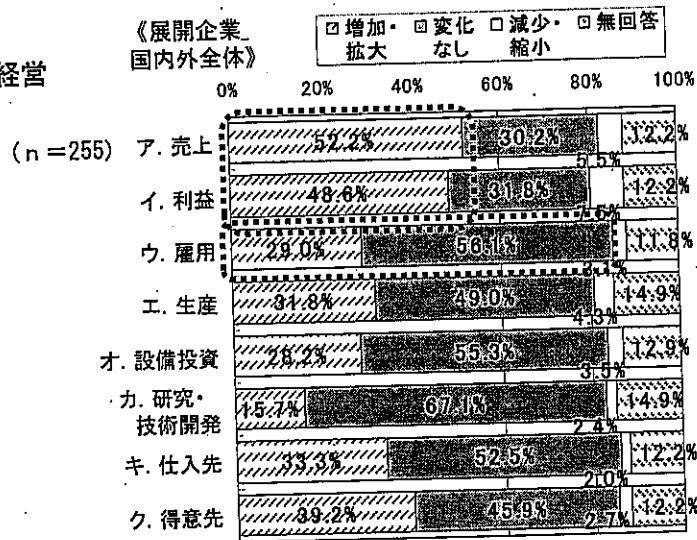 《展開企業_
国内外全体》
増加・拡大 変化なし 減少・縮小 無回答
経営
0% 20% 40% 60% 80% 100%
(n=255) ア.売上 52.2% 30.2% 5.5% 12.2%
イ.利益 48.6% 31.8% 12.2%
ウ.雇用 29.0% 56.1% 3.1% 11.8%
エ.生産 31.8% 49.0% 4.3% 14.9%
オ.設備投資 28.2% 55.3% 3.5% 12.9%
カ.研究・
技術開発 15.7% 67.1% 2.4% 14.9%
キ.仕入先 33.3% 52.5% 2.0% 12.2%
ク.得意先 39.2% 45.9% 2.7% 12.2%